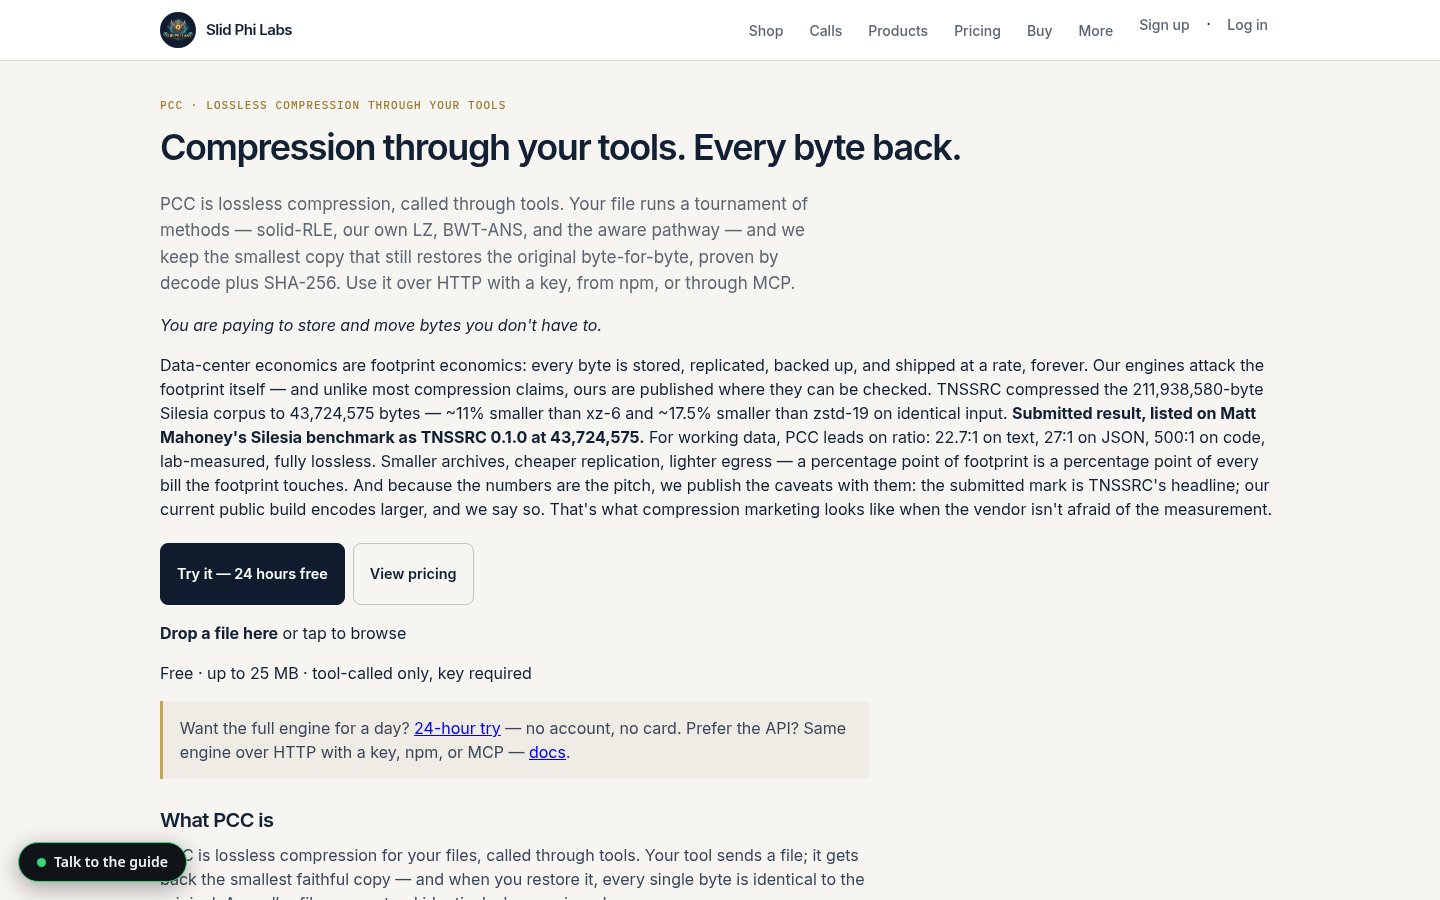 Slid Phi Labs
Shop Calls Products Pricing Buy More Sign up · Log in
PCC · LOSSLESS COMPRESSION THROUGH YOUR TOOLS
Compression through your tools. Every byte back.
PCC is lossless compression, called through tools. Your file runs a tournament of
methods — solid-RLE, our own LZ, BWT-ANS, and the aware pathway — and we
keep the smallest copy that still restores the original byte-for-byte, proven by
decode plus SHA-256. Use it over HTTP with a key, from npm, or through MCP.
You are paying to store and move bytes you don't have to.
Data-center economics are footprint economics: every byte is stored, replicated, backed up, and shipped at a rate, forever. Our engines attack the
footprint itself — and unlike most compression claims, ours are published where they can be checked. TNSSRC compressed the 211,938,580-byte
Silesia corpus to 43,724,575 bytes — ~11% smaller than xz-6 and ~17.5% smaller than zstd-19 on identical input. Submitted result, listed on Matt
Mahoney's Silesia benchmark as TNSSRC 0.1.0 at 43,724,575. For working data, PCC leads on ratio: 22.7:1 on text, 27:1 on JSON, 500:1 on code,
lab-measured, fully lossless. Smaller archives, cheaper replication, lighter egress — a percentage point of footprint is a percentage point of every
bill the footprint touches. And because the numbers are the pitch, we publish the caveats with them: the submitted mark is TNSSRC's headline; our
current public build encodes larger, and we say so. That's what compression marketing looks like when the vendor isn't afraid of the measurement.
Try it — 24 hours free View pricing
Drop a file here or tap to browse
Free · up to 25 MB · tool-called only, key required
Want the full engine for a day? 24-hour try — no account, no card. Prefer the API? Same
engine over HTTP with a key, npm, or MCP — docs.
What PCC is
is lossless compression for your files, called through tools. Your tool sends a file; it gets
Talk to the guide
back the smallest faithful copy — and when you restore it, every single byte is identical to the